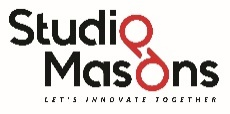 Studio
Masons
LET'S INNOVATE TOGETHER